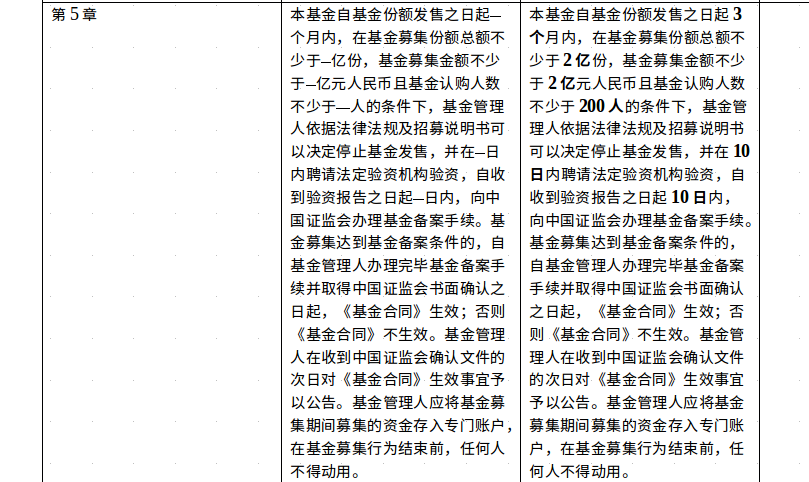 第 5 章
本基金自基金份额发售之日起—
个月内，在基金募集份额总额不
少于—亿份，基金募集金额不少
于—亿元人民币且基金认购人数
不少于—人的条件下，基金管理
人依据法律法规及招募说明书可
以决定停止基金发售，并在—日
内聘请法定验资机构验资，自收
到验资报告之日起—日内，向中
国证监会办理基金备案手续。基
金募集达到基金备案条件的，自
基金管理人办理完毕基金备案手
续并取得中国证监会书面确认之
日起，《基金合同》生效；否则
《基金合同》不生效。基金管理
人在收到中国证监会确认文件的
次日对《基金合同》生效事宜予
以公告。基金管理人应将基金募
集期间募集的资金存入专门账户，
在基金募集行为结束前，任何人
不得动用。
本基金自基金份额发售之日起 3
个月内，在基金募集份额总额不
少于 2 亿份，基金募集金额不少
于 2 亿元人民币且基金认购人数
不少于 200 人的条件下，基金管
理人依据法律法规及招募说明书
可以决定停止基金发售，并在 10
日内聘请法定验资机构验资，自
收到验资报告之日起 10 日内，
向中国证监会办理基金备案手续。
基金募集达到基金备案条件的，
自基金管理人办理完毕基金备案
手续并取得中国证监会书面确认
之日起，《基金合同》生效；否
则《基金合同》不生效。基金管
理人在收到中国证监会确认文件
的次日对《基金合同》生效事宜
予以公告。基金管理人应将基金
募集期间募集的资金存入专门账
户，在基金募集行为结束前，任
何人不得动用。